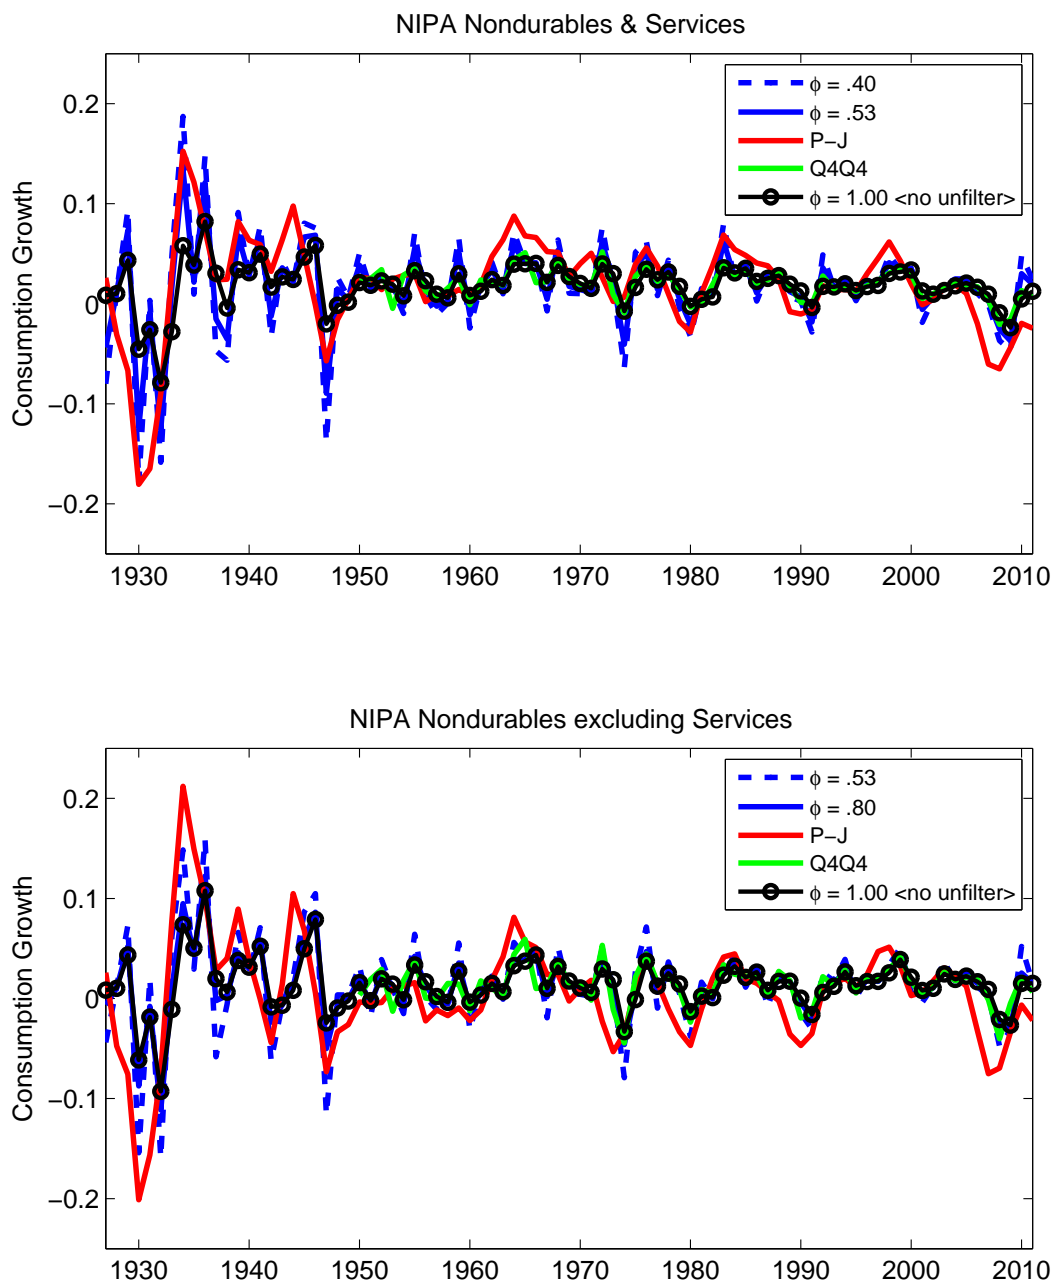 NIPA Nondurables & Services
Consumption Growth
0.2
0.1
0
−0.1
−0.2
ϕ = .40
ϕ = .53
P−J
Q4Q4
ϕ = 1.00 <no unfilter>
1930 1940 1950 1960 1970 1980 1990 2000 2010
NIPA Nondurables excluding Services
Consumption Growth
0.2
0.1
0
−0.1
−0.2
ϕ = .53
ϕ = .80
P−J
Q4Q4
ϕ = 1.00 <no unfilter>
1930 1940 1950 1960 1970 1980 1990 2000 2010